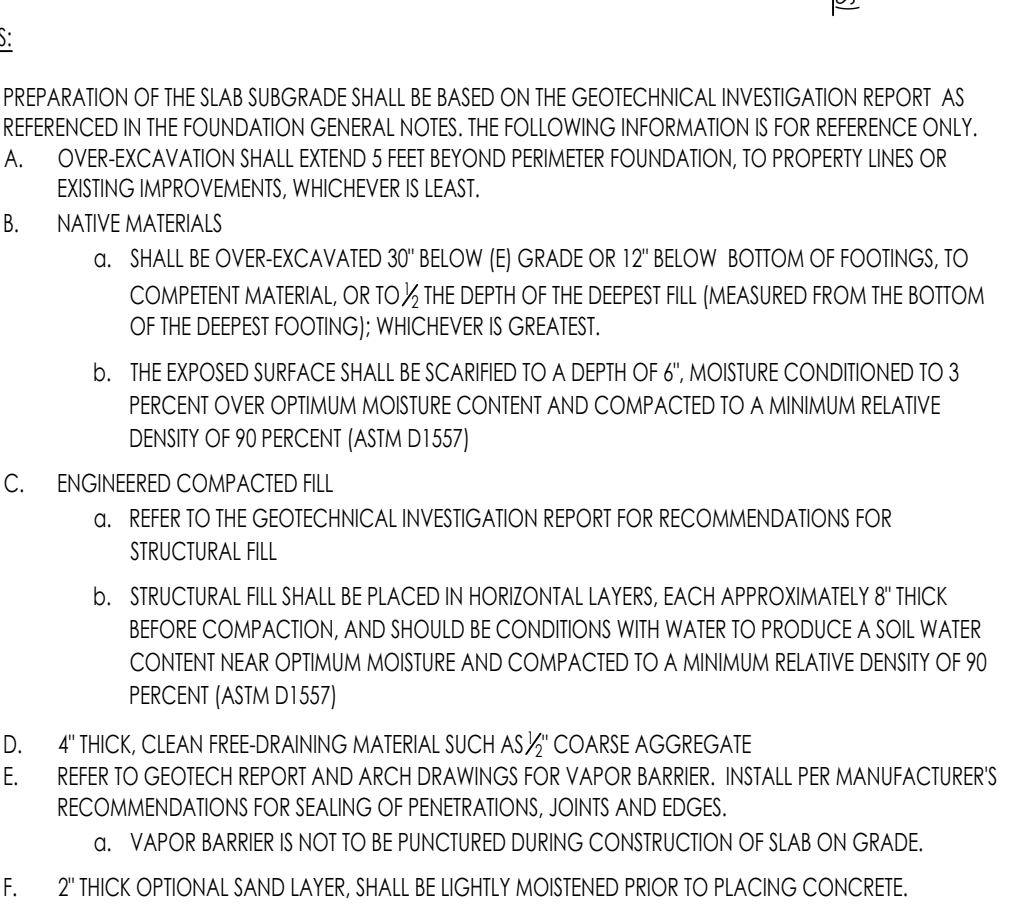 S:
PREPARATION OF THE SLAB SUBGRADE SHALL BE BASED ON THE GEOTECHNICAL INVESTIGATION REPORT AS
REFERENCED IN THE FOUNDATION GENERAL NOTES. THE FOLLOWING INFORMATION IS FOR REFERENCE ONLY.
A. OVER-EXCAVATION SHALL EXTEND 5 FEET BEYOND PERIMETER FOUNDATION, TO PROPERTY LINES OR
EXISTING IMPROVEMENTS, WHICHEVER IS LEAST.
B. NATIVE MATERIALS
a. SHALL BE OVER-EXCAVATED 30" BELOW (E) GRADE OR 12" BELOW BOTTOM OF FOOTINGS, TO
COMPETENT MATERIAL, OR TO ½ THE DEPTH OF THE DEEPEST FILL (MEASURED FROM THE BOTTOM
OF THE DEEPEST FOOTING); WHICHEVER IS GREATEST.
b. THE EXPOSED SURFACE SHALL BE SCARIFIED TO A DEPTH OF 6", MOISTURE CONDITIONED TO 3
PERCENT OVER OPTIMUM MOISTURE CONTENT AND COMPACTED TO A MINIMUM RELATIVE
DENSITY OF 90 PERCENT (ASTM D1557)
C. ENGINEERED COMPACTED FILL
a. REFER TO THE GEOTECHNICAL INVESTIGATION REPORT FOR RECOMMENDATIONS FOR
STRUCTURAL FILL
b. STRUCTURAL FILL SHALL BE PLACED IN HORIZONTAL LAYERS, EACH APPROXIMATELY 8" THICK
BEFORE COMPACTION, AND SHOULD BE CONDITIONS WITH WATER TO PRODUCE A SOIL WATER
CONTENT NEAR OPTIMUM MOISTURE AND COMPACTED TO A MINIMUM RELATIVE DENSITY OF 90
PERCENT (ASTM D1557)
D. 4" THICK, CLEAN FREE-DRAINING MATERIAL SUCH AS ½" COARSE AGGREGATE
E. REFER TO GEOTECH REPORT AND ARCH DRAWINGS FOR VAPOR BARRIER. INSTALL PER MANUFACTURER'S
RECOMMENDATIONS FOR SEALING OF PENETRATIONS, JOINTS AND EDGES.
a. VAPOR BARRIER IS NOT TO BE PUNCTURED DURING CONSTRUCTION OF SLAB ON GRADE.
F. 2" THICK OPTIONAL SAND LAYER, SHALL BE LIGHTLY MOISTENED PRIOR TO PLACING CONCRETE.